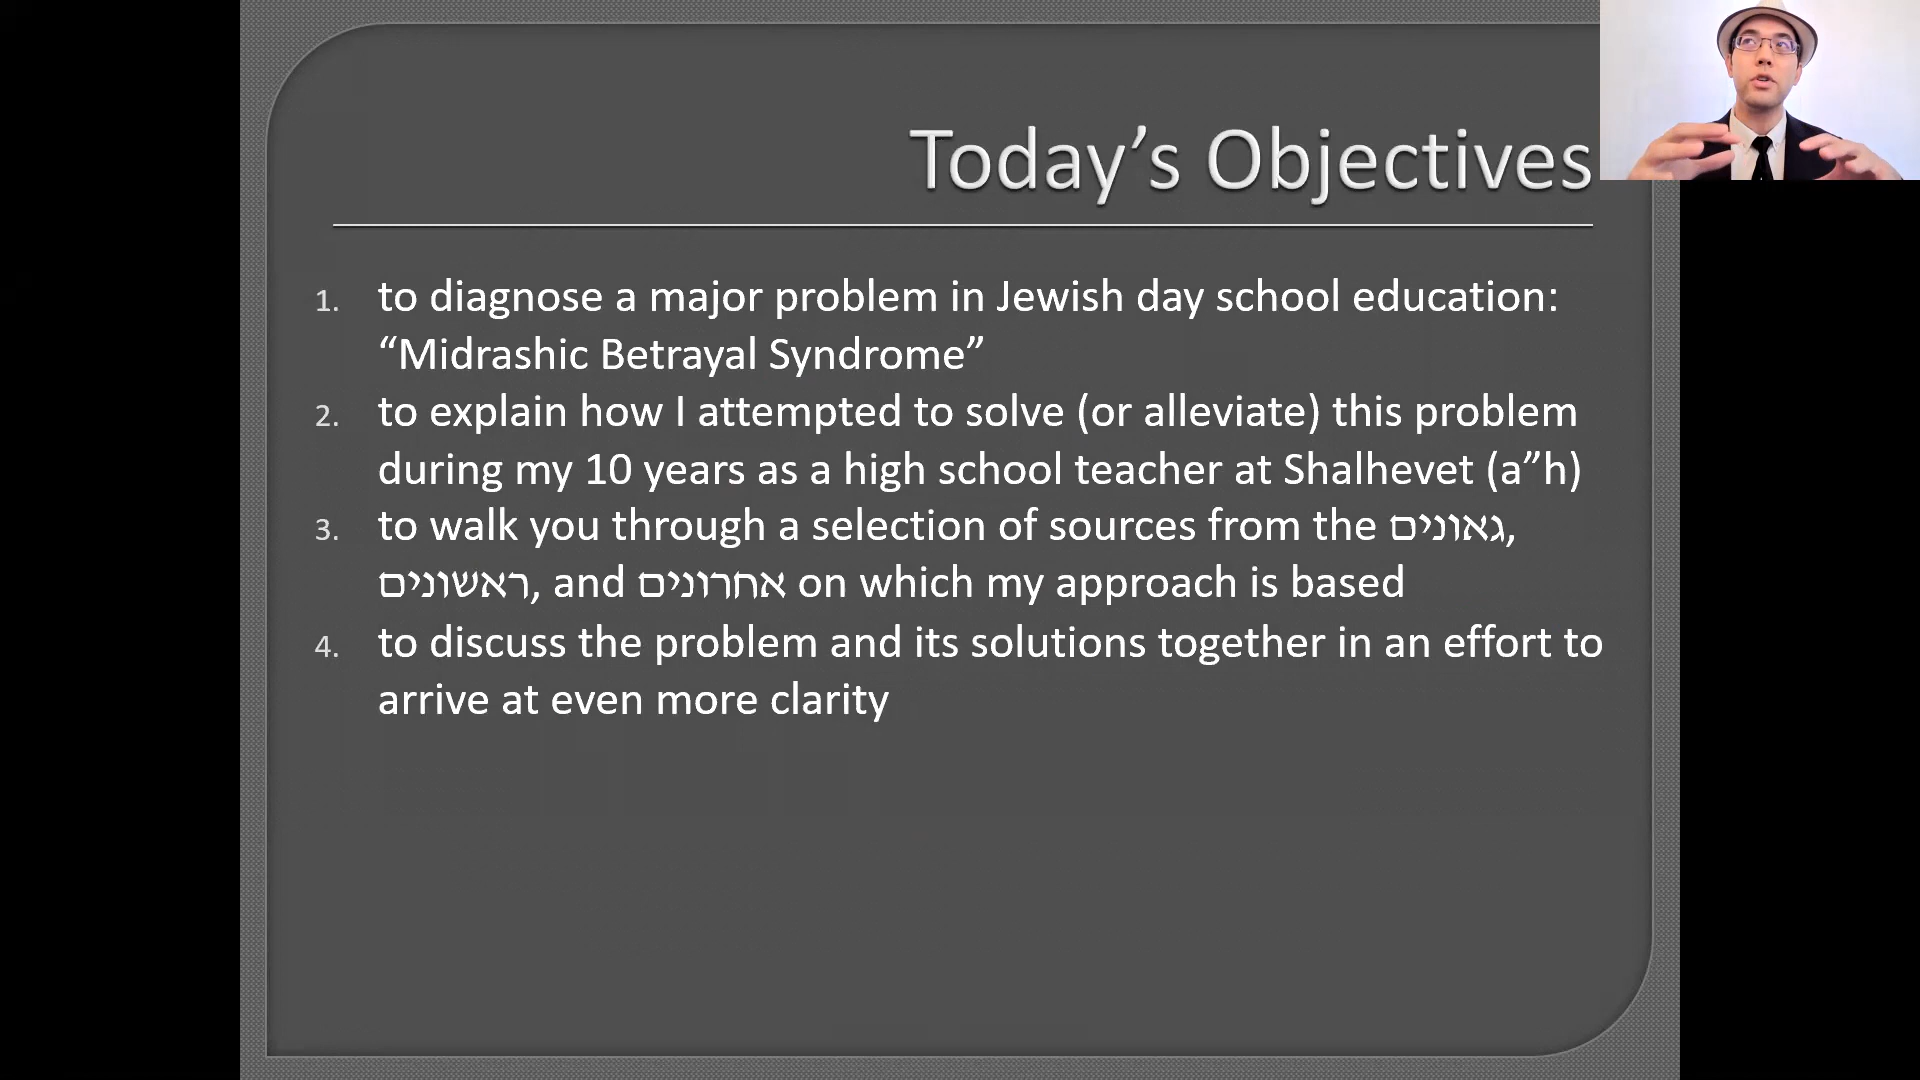 Today’s Objectives
1. to diagnose a major problem in Jewish day school education:
“Midrashic Betrayal Syndrome”
2. to explain how I attempted to solve (or alleviate) this problem
during my 10 years as a high school teacher at Shalhevet (a”h)
3. to walk you through a selection of sources from the גאונים,
ראשונים, and אחרונים on which my approach is based
4. to discuss the problem and its solutions together in an effort to
arrive at even more clarity